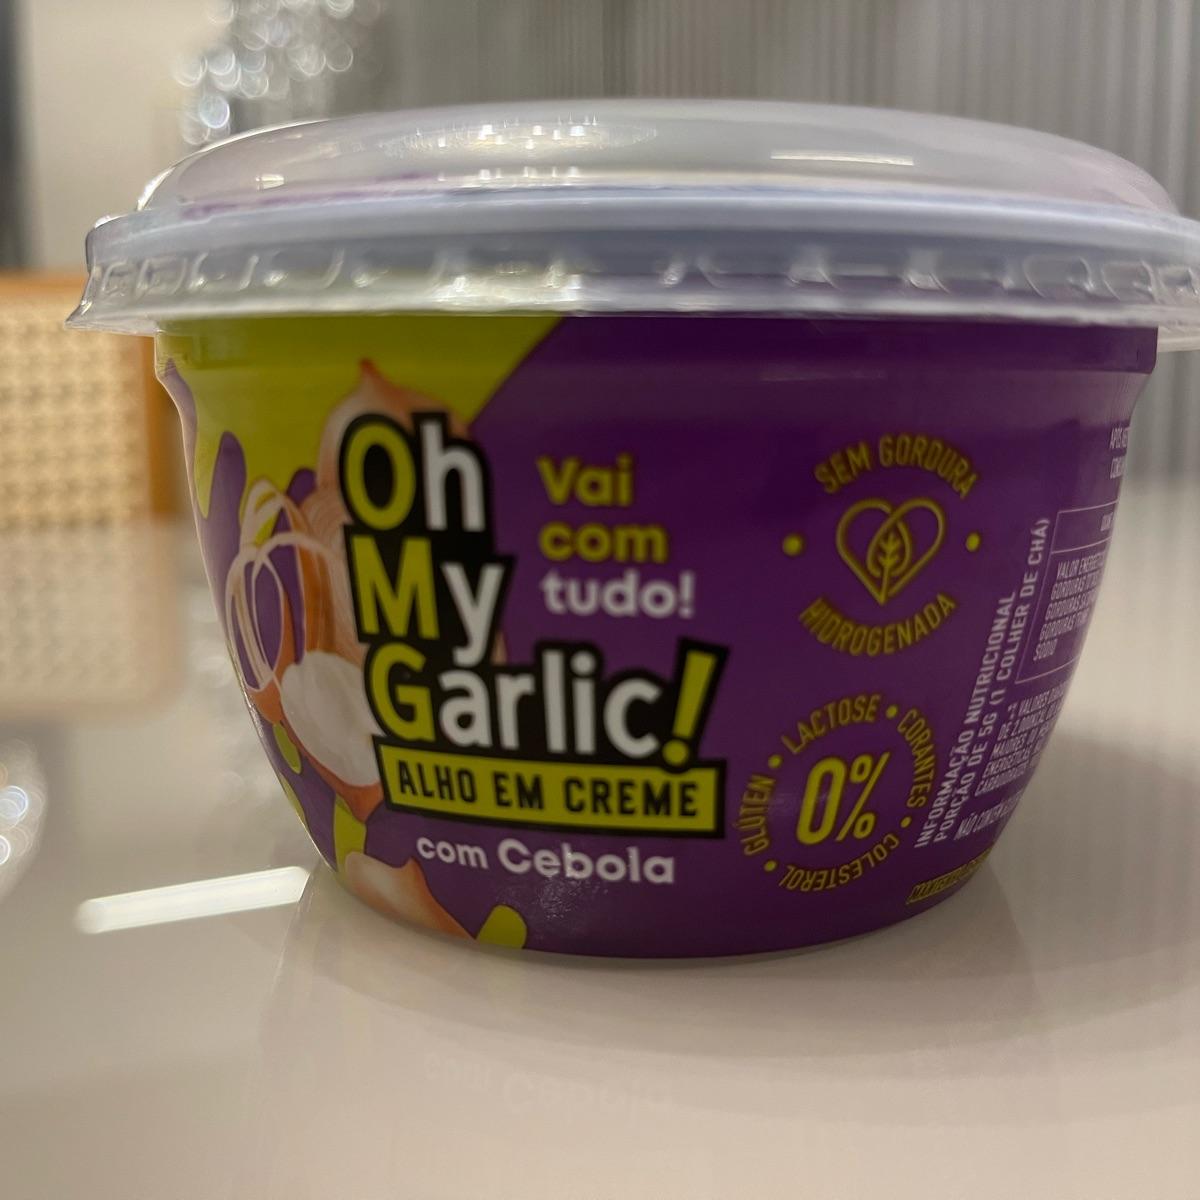 Oh
My
Garlic!
ALHO EM CREME
com Cebola
Vai
com
tudo!
SEM GORDURA
HIDROGENADA
GLÚTEN • LACTOSE • CORANTES • COLESTEROL
0%
INFORMAÇÃO NUTRICIONAL
PORÇÃO DE 5G (1 COLHER DE CHÁ)
SÓDIO